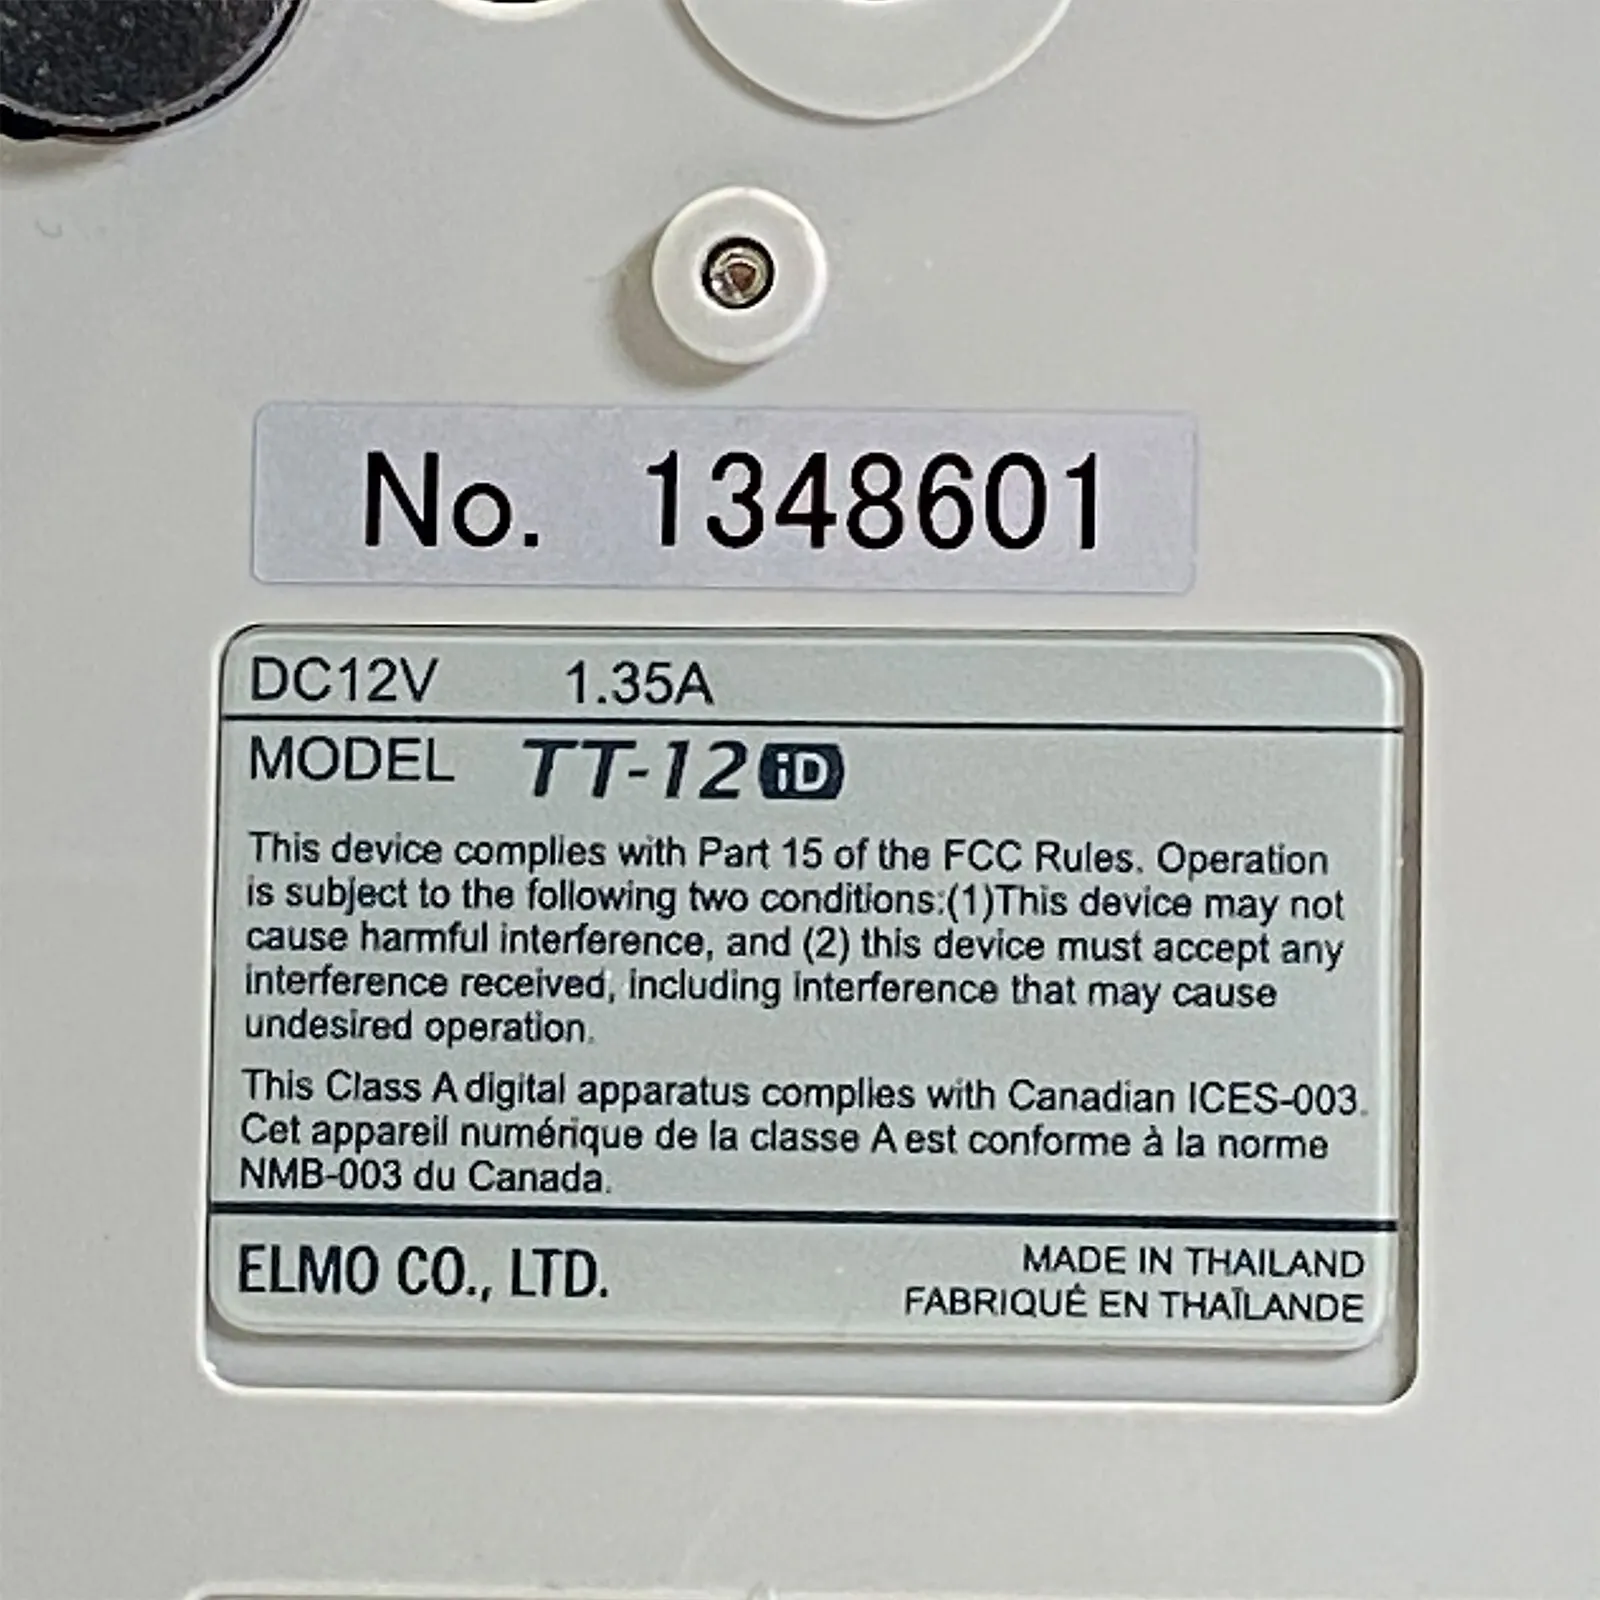 No. 1348601
DC12V 1.35A
MODEL TT-12 iD
This device complies with Part 15 of the FCC Rules. Operation
is subject to the following two conditions:(1)This device may not
cause harmful interference, and (2) this device must accept any
interference received, including interference that may cause
undesired operation.
This Class A digital apparatus complies with Canadian ICES-003.
Cet appareil numérique de la classe A est conforme à la norme
NMB-003 du Canada.
ELMO CO., LTD.
MADE IN THAILAND
FABRIQUÉ EN THAÏLANDE